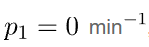 p₁ = 0 min⁻¹